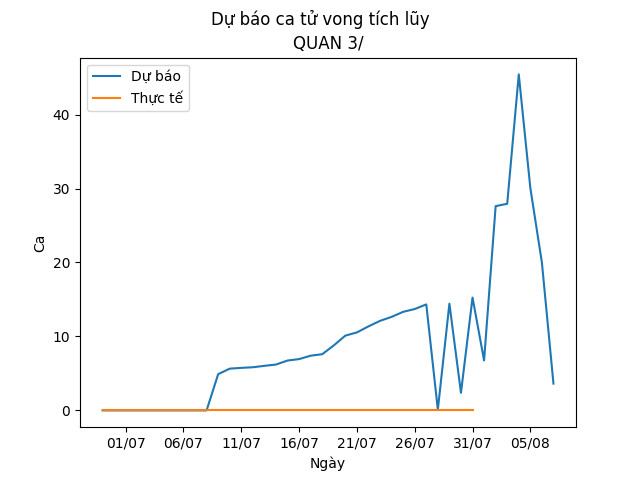 Dự báo ca tử vong tích lũy
QUAN 3/
Dự báo
Thực tế
Ca
40
30
20
10
0
01/07 06/07 11/07 16/07 21/07 26/07 31/07 05/08
Ngày